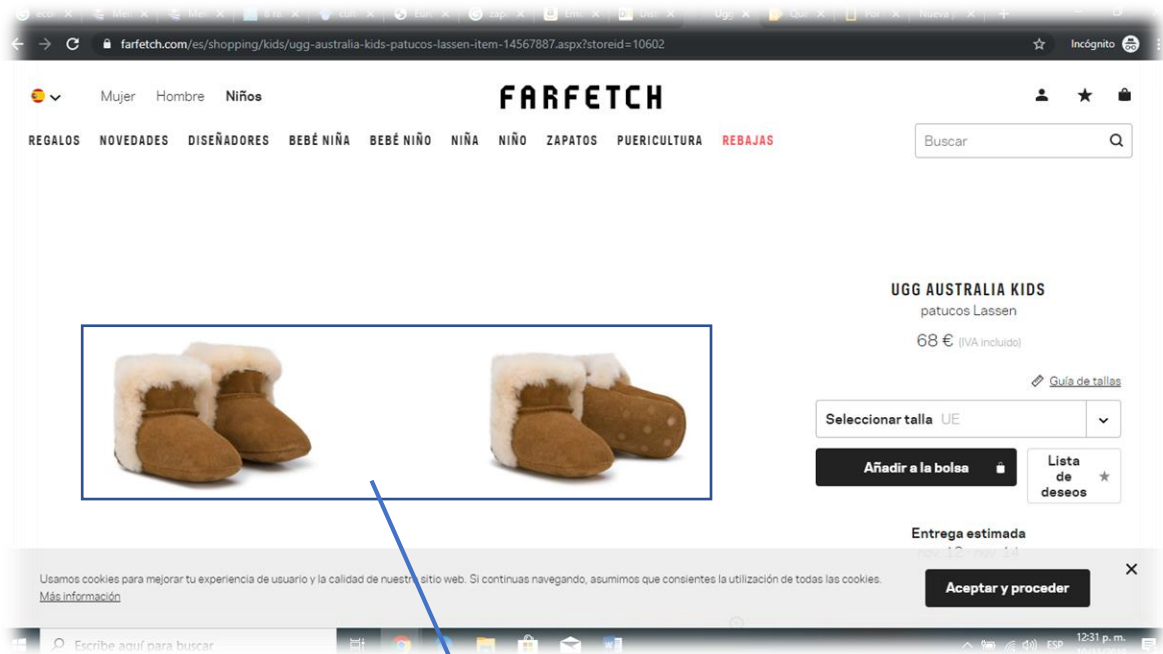 farfetch.com/es/shopping/kids/ugg-australia-kids-patucos-lassen-item-14567887.aspx?storeid=10602
Incógnito
Mujer Hombre Niños
FARFETCH
REGALOS NOVEDADES DISEÑADORES BEBÉ NIÑA BEBÉ NIÑO NIÑA NIÑO ZAPATOS PUERICULTURA REBAJAS
Buscar
UGG AUSTRALIA KIDS
patucos Lassen
68 € (IVA incluido)
Guía de tallas
Seleccionar talla UE
Añadir a la bolsa
Lista
de
deseos
Entrega estimada
Usamos cookies para mejorar tu experiencia de usuario y la calidad de nuestro sitio web. Si continuas navegando, asumimos que consientes la utilización de todas las cookies.
Más información
Aceptar y proceder
Escribe aquí para buscar
ESP
12:31 p. m.